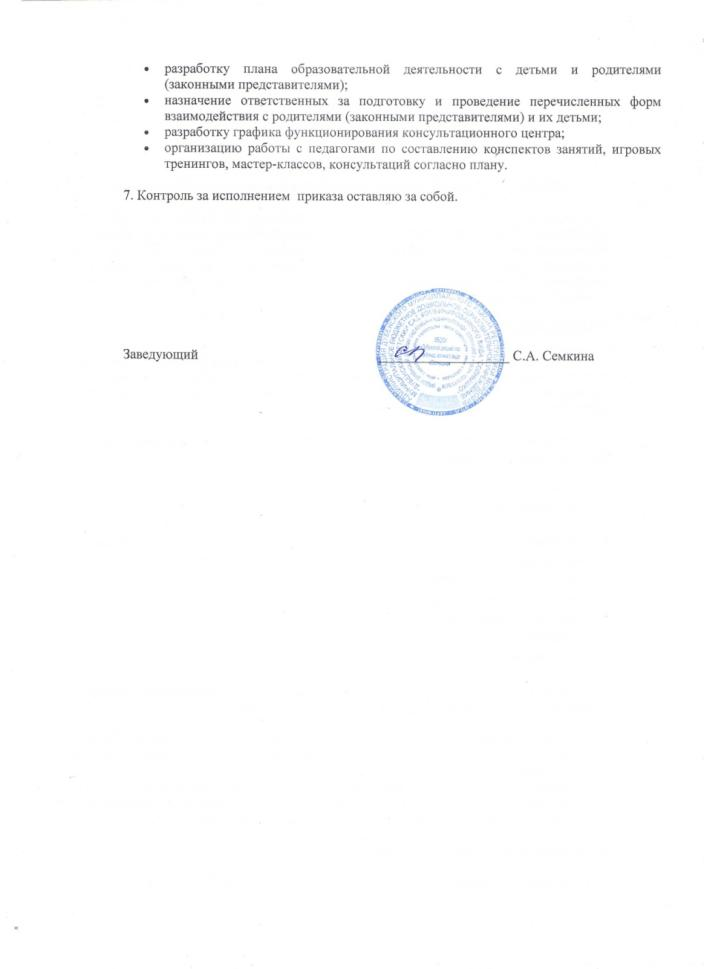 • разработку плана образовательной деятельности с детьми и родителями
(законными представителями);
• назначение ответственных за подготовку и проведение перечисленных форм
взаимодействия с родителями (законными представителями) и их детьми;
• разработку графика функционирования консультационного центра;
• организацию работы с педагогами по составлению конспектов занятий, игровых
тренингов, мастер-классов, консультаций согласно плану.
7. Контроль за исполнением приказа оставляю за собой.
Заведующий С.А. Семкина